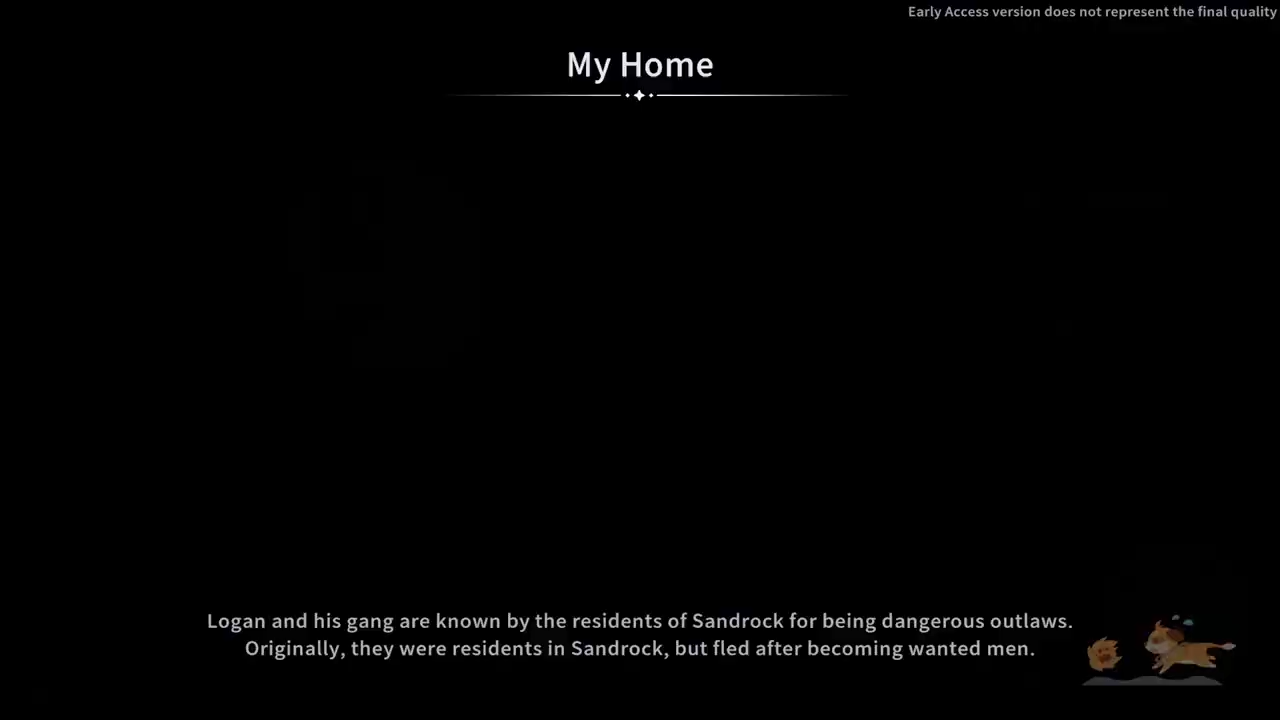 Early Access version does not represent the final quality
My Home
Logan and his gang are known by the residents of Sandrock for being dangerous outlaws.
Originally, they were residents in Sandrock, but fled after becoming wanted men.